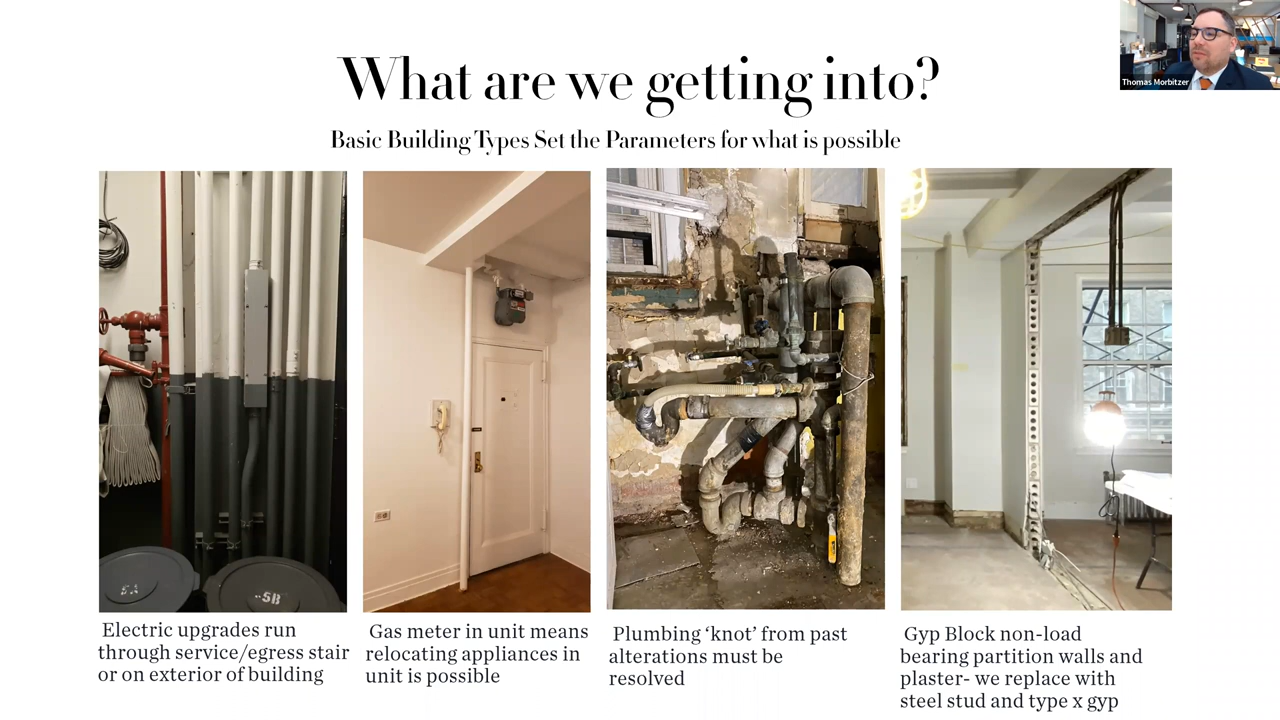 What are we getting into?
Basic Building Types Set the Parameters for what is possible
Thomas Morbitzer
5A
5B
Electric upgrades run
through service/egress stair
or on exterior of building
Gas meter in unit means
relocating appliances in
unit is possible
Plumbing ‘knot’ from past
alterations must be
resolved
Gyp Block non-load
bearing partition walls and
plaster- we replace with
steel stud and type x gyp